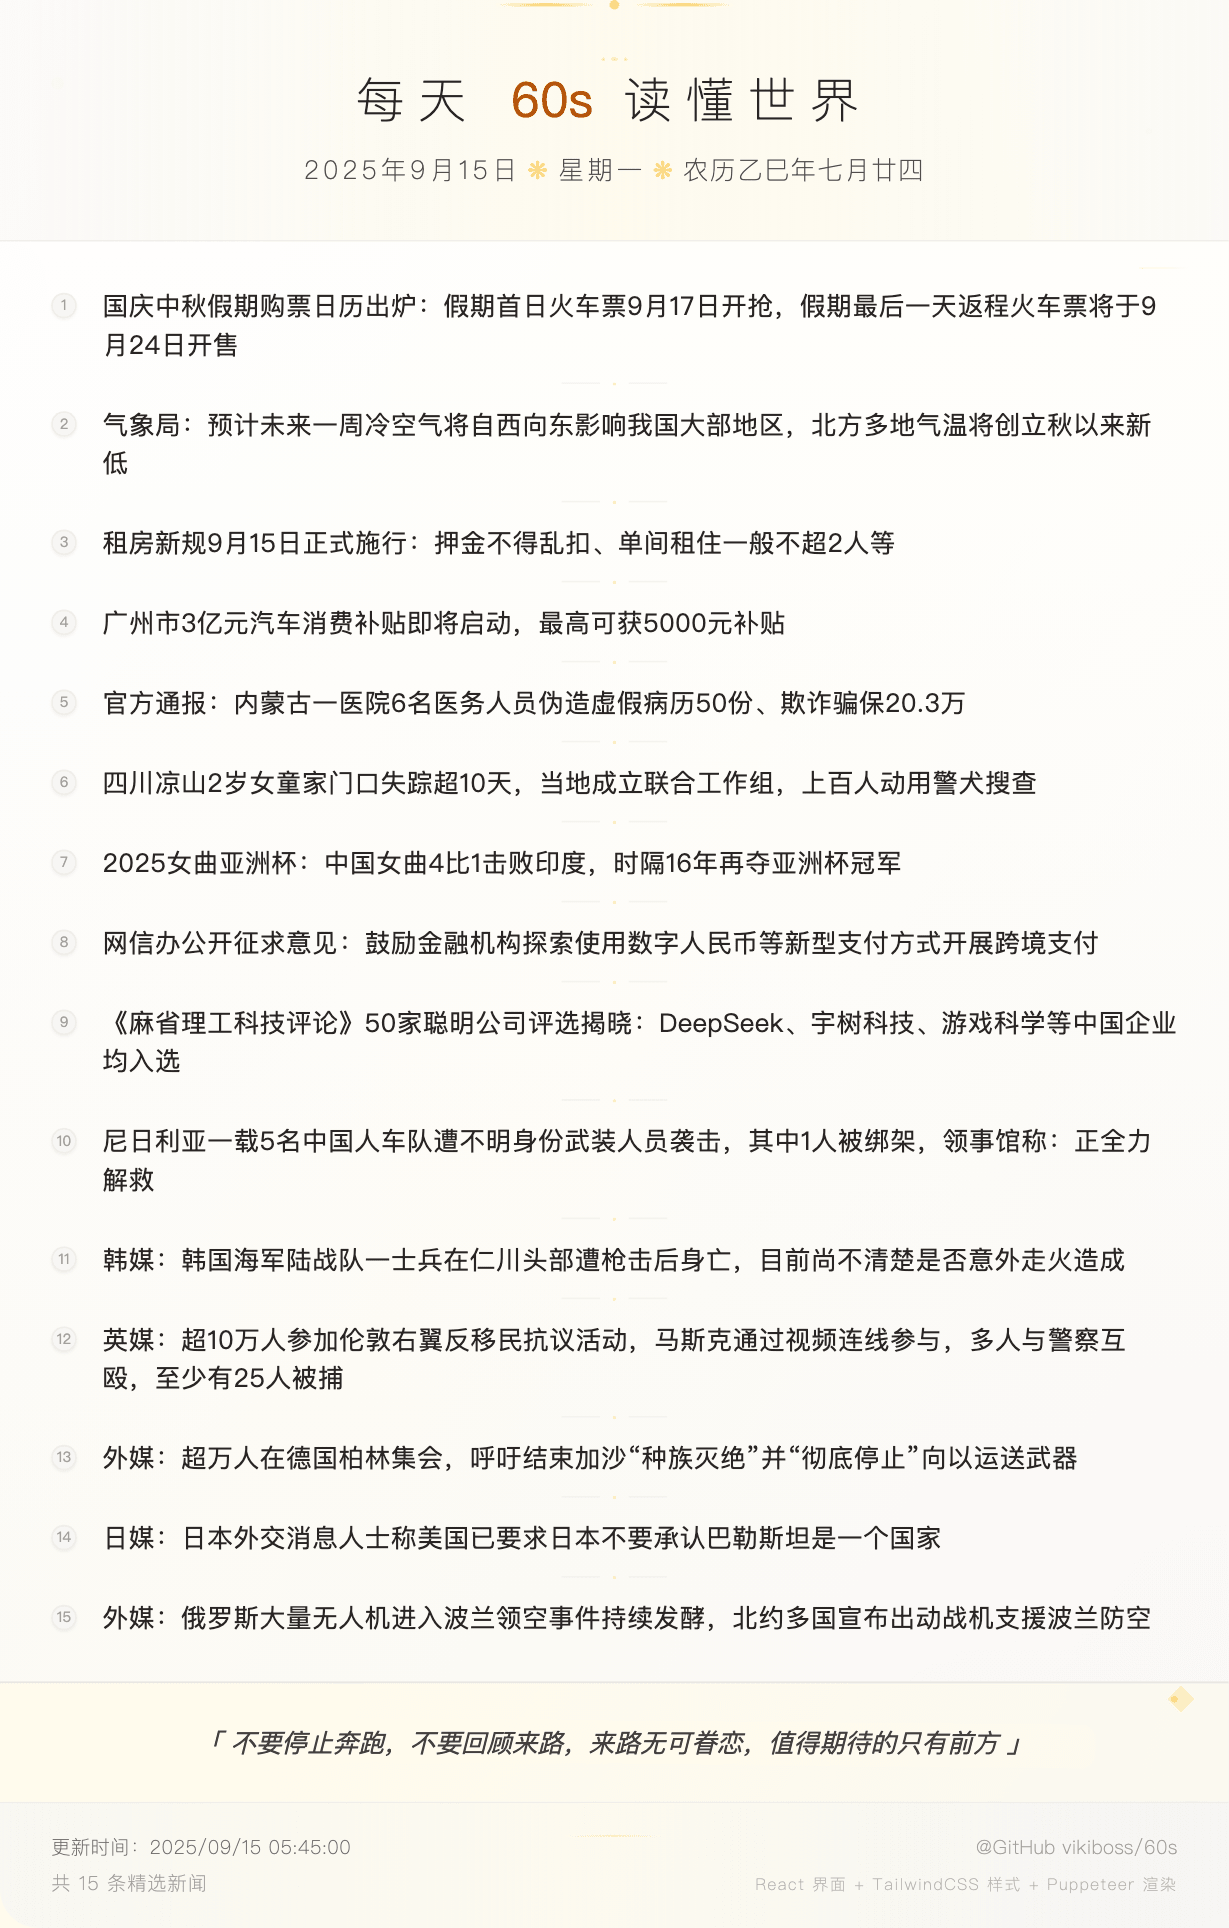 每天 60s 读懂世界
2025年9月15日 ❋ 星期一 ❋ 农历乙巳年七月廿四
1 国庆中秋假期购票日历出炉：假期首日火车票9月17日开抢，假期最后一天返程火车票将于9
月24日开售
2 气象局：预计未来一周冷空气将自西向东影响我国大部地区，北方多地气温将创立秋以来新
低
3 租房新规9月15日正式施行：押金不得乱扣、单间租住一般不超2人等
4 广州市3亿元汽车消费补贴即将启动，最高可获5000元补贴
5 官方通报：内蒙古一医院6名医务人员伪造虚假病历50份、欺诈骗保20.3万
6 四川凉山2岁女童家门口失踪超10天，当地成立联合工作组，上百人动用警犬搜查
7 2025女曲亚洲杯：中国女曲4比1击败印度，时隔16年再夺亚洲杯冠军
8 网信办公开征求意见：鼓励金融机构探索使用数字人民币等新型支付方式开展跨境支付
9 《麻省理工科技评论》50家聪明公司评选揭晓：DeepSeek、宇树科技、游戏科学等中国企业
均入选
10 尼日利亚一载5名中国人车队遭不明身份武装人员袭击，其中1人被绑架，领事馆称：正全力
解救
11 韩媒：韩国海军陆战队一士兵在仁川头部遭枪击后身亡，目前尚不清楚是否意外走火造成
12 英媒：超10万人参加伦敦右翼反移民抗议活动，马斯克通过视频连线参与，多人与警察互
殴，至少有25人被捕
13 外媒：超万人在德国柏林集会，呼吁结束加沙“种族灭绝”并“彻底停止”向以运送武器
14 日媒：日本外交消息人士称美国已要求日本不要承认巴勒斯坦是一个国家
15 外媒：俄罗斯大量无人机进入波兰领空事件持续发酵，北约多国宣布出动战机支援波兰防空
「 不要停止奔跑，不要回顾来路，来路无可眷恋，值得期待的只有前方 」
更新时间：2025/09/15 05:45:00
@GitHub vikiboss/60s
共 15 条精选新闻
React 界面 + TailwindCSS 样式 + Puppeteer 渲染